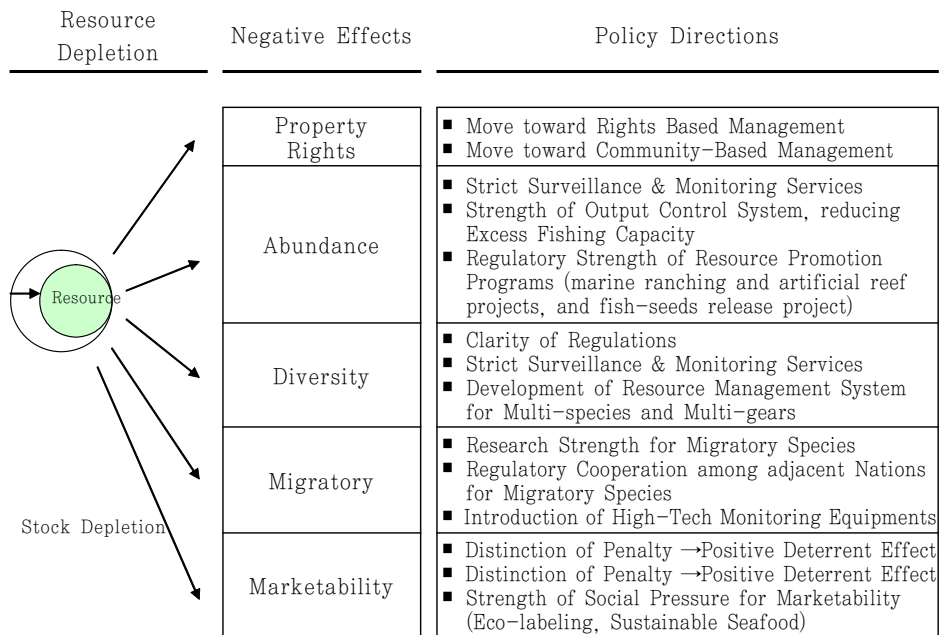 Resource
Depletion
Negative Effects
Policy Directions
Property
Rights
■ Move toward Rights Based Management
■ Move toward Community-Based Management
Abundance
■ Strict Surveillance & Monitoring Services
■ Strength of Output Control System, reducing
Excess Fishing Capacity
■ Regulatory Strength of Resource Promotion
Programs (marine ranching and artificial reef
projects, and fish-seeds release project)
Resource
Diversity
■ Clarity of Regulations
■ Strict Surveillance & Monitoring Services
■ Development of Resource Management System
for Multi-species and Multi-gears
Migratory
■ Research Strength for Migratory Species
■ Regulatory Cooperation among adjacent Nations
for Migratory Species
■ Introduction of High-Tech Monitoring Equipments
Stock Depletion
Marketability
■ Distinction of Penalty →Positive Deterrent Effect
■ Distinction of Penalty →Positive Deterrent Effect
■ Strength of Social Pressure for Marketability
(Eco-labeling, Sustainable Seafood)